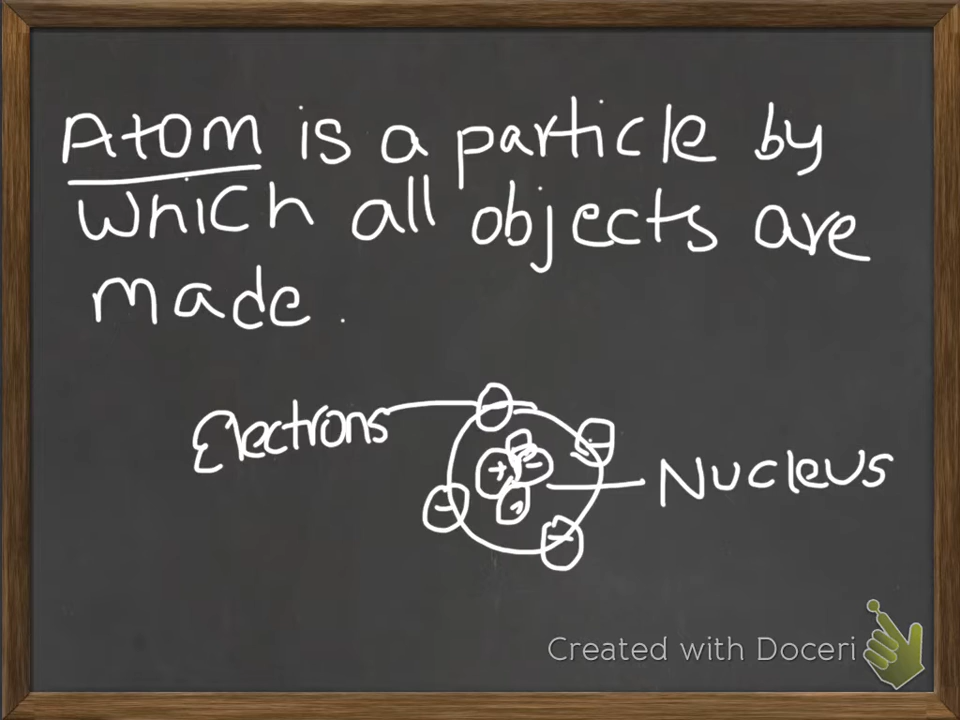 Atom is a particle by
which all objects are
made.
Electrons
Nucleus
Created with Doceri